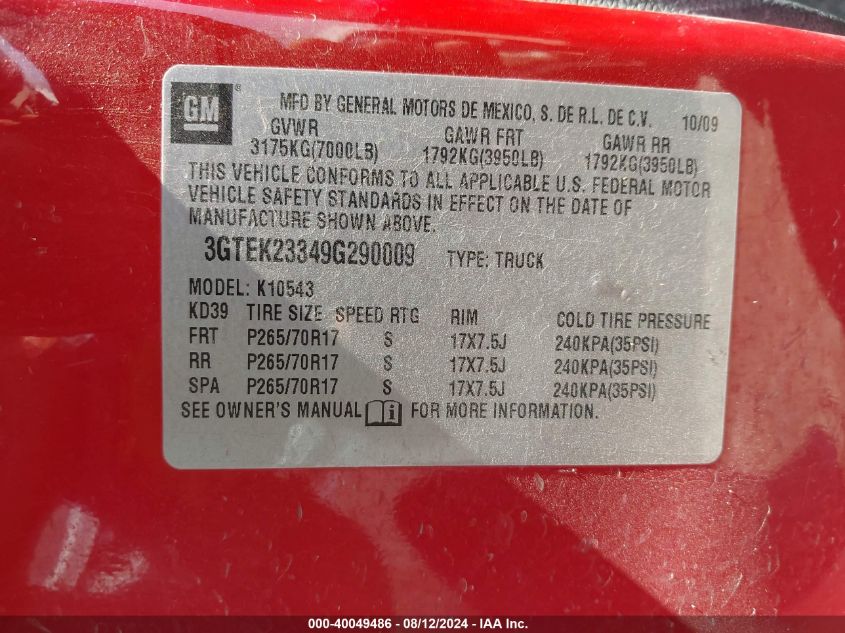 GM ® MFD BY GENERAL MOTORS DE MEXICO, S. DE R.L. DE C.V. 10/09
GVWR GAWR FRT GAWR RR
3175KG(7000LB) 1792KG(3950LB) 1792KG(3950LB)
THIS VEHICLE CONFORMS TO ALL APPLICABLE U.S. FEDERAL MOTOR
VEHICLE SAFETY STANDARDS IN EFFECT ON THE DATE OF
MANUFACTURE SHOWN ABOVE.
3GTEK23349G290009 TYPE: TRUCK
MODEL: K10543
KD39 TIRE SIZE SPEED RTG RIM COLD TIRE PRESSURE
FRT P265/70R17 S 17X7.5J 240KPA(35PSI)
RR P265/70R17 S 17X7.5J 240KPA(35PSI)
SPA P265/70R17 S 17X7.5J 240KPA(35PSI)
SEE OWNER'S MANUAL i FOR MORE INFORMATION.
000-40049486 - 08/12/2024 - IAA Inc.